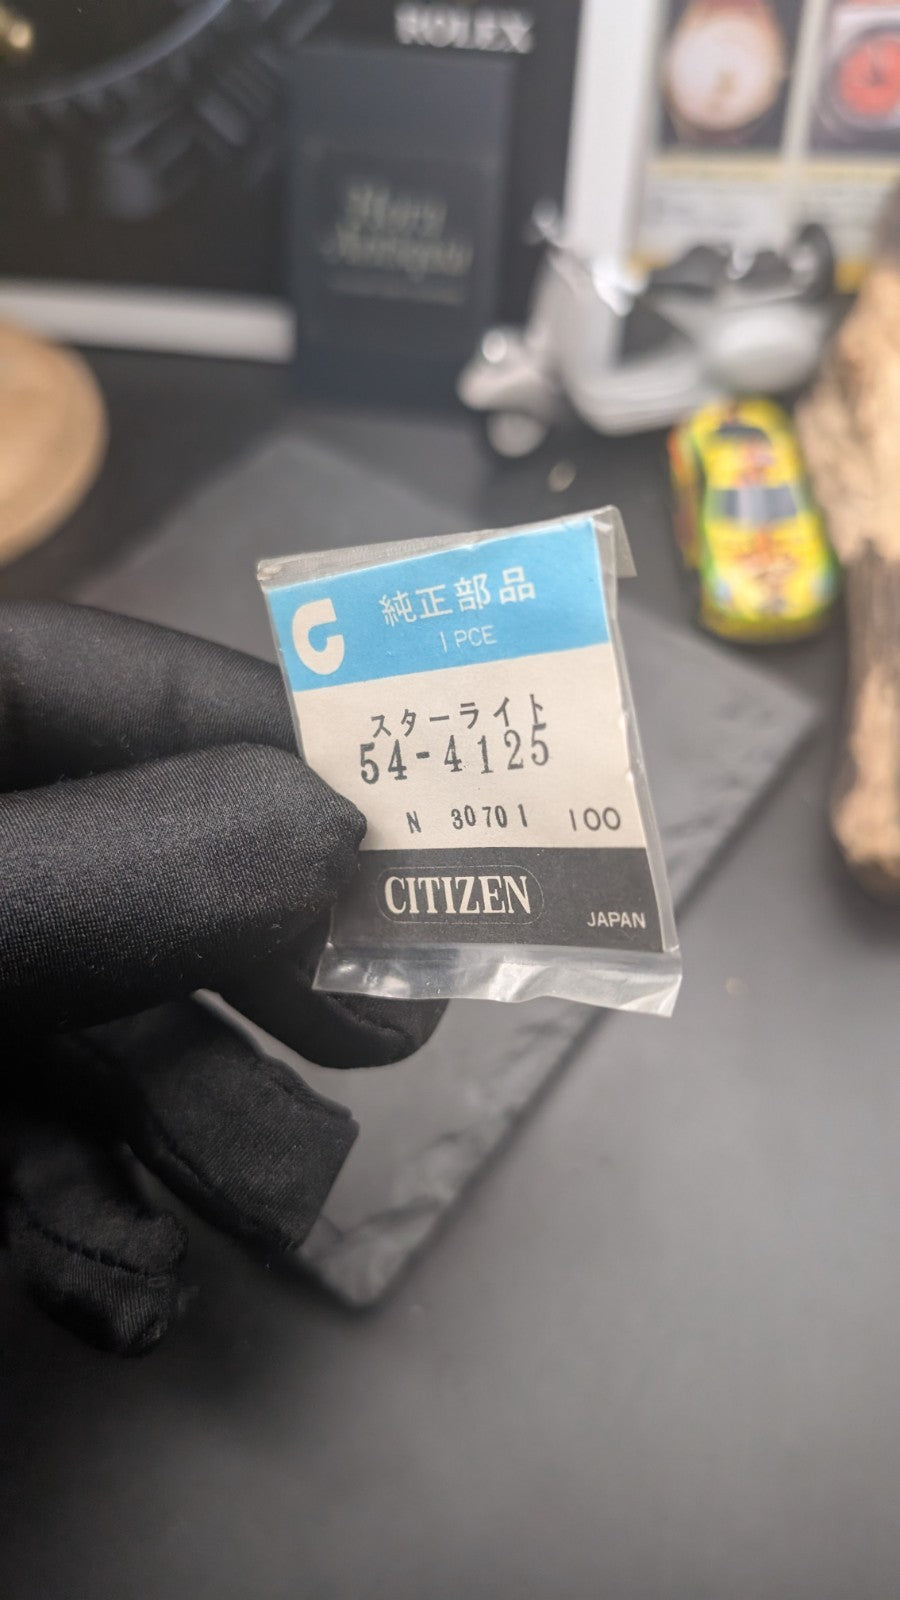 ROLEX
純正部品
1 PCE
スターライト
54-4125
N 30701 100
CITIZEN
JAPAN